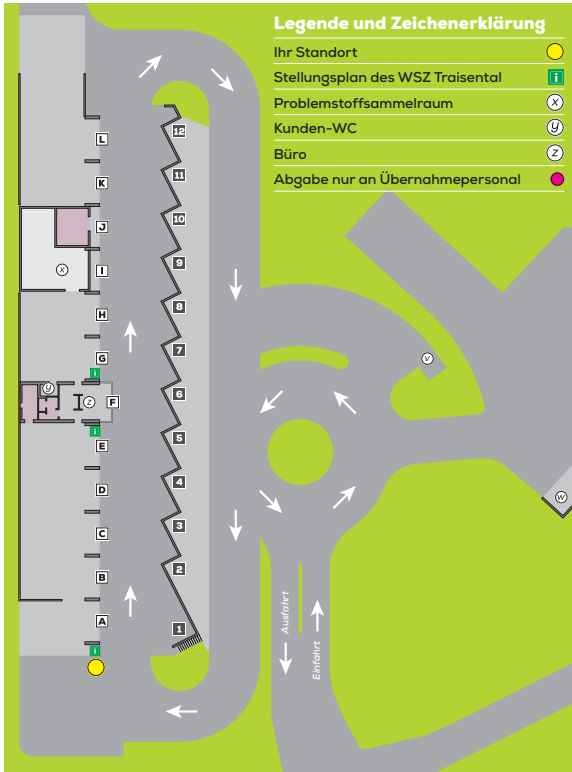 Legende und Zeichenerklärung
Ihr Standort
Stellungsplan des WSZ Traisental i
Problemstoffsammelraum x
Kunden-WC y
Büro z
Abgabe nur an Übernahmepersonal
12
L
11
K
10
J
9
x
I
8
H
7
G
v
i
6
y
z
F
i
5
E
4
D
w
3
C
2
B
A
1
i
Ausfahrt
Einfahrt